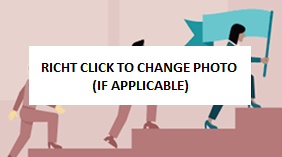 RICHT CLICK TO CHANGE PHOTO
(IF APPLICABLE)